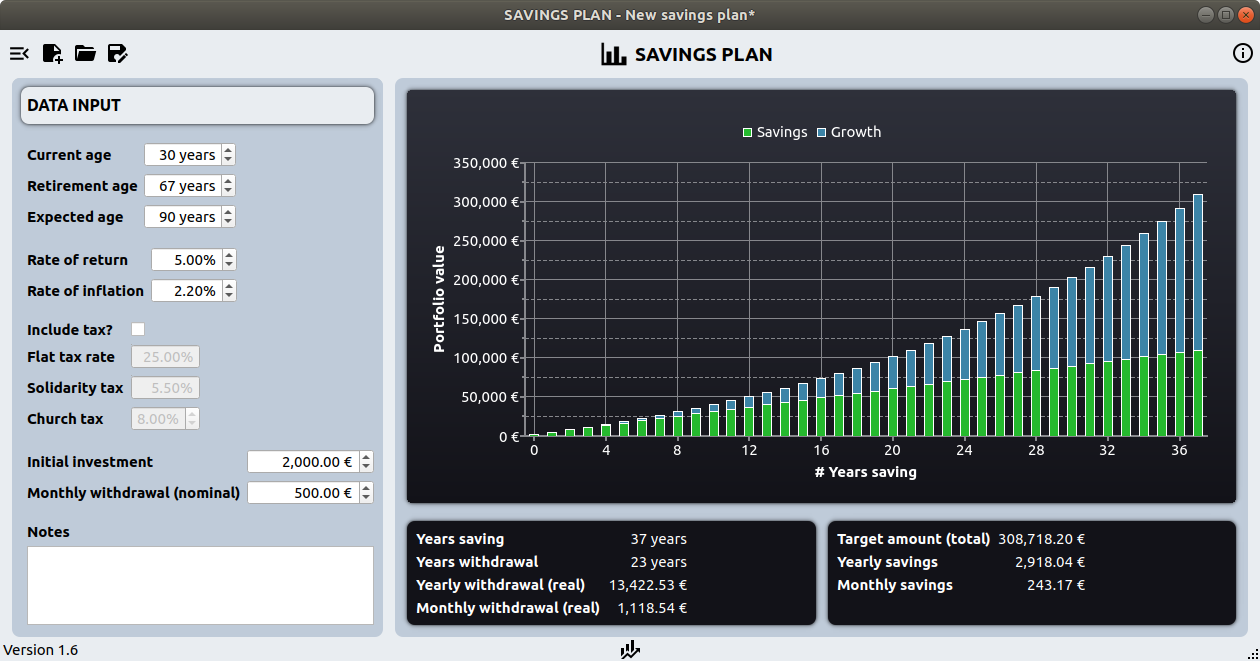 SAVINGS PLAN - New savings plan*
SAVINGS PLAN
DATA INPUT
Current age 30 years
Retirement age 67 years
Expected age 90 years
Rate of return 5.00%
Rate of inflation 2.20%
Include tax?
Flat tax rate 25.00%
Solidarity tax 5.50%
Church tax 8.00%
Initial investment 2,000.00 €
Monthly withdrawal (nominal) 500.00 €
Notes
Savings Growth
Portfolio value
350,000 €
300,000 €
250,000 €
200,000 €
150,000 €
100,000 €
50,000 €
0 €
0 4 8 12 16 20 24 28 32 36
# Years saving
Years saving 37 years
Years withdrawal 23 years
Yearly withdrawal (real) 13,422.53 €
Monthly withdrawal (real) 1,118.54 €
Target amount (total) 308,718.20 €
Yearly savings 2,918.04 €
Monthly savings 243.17 €
Version 1.6